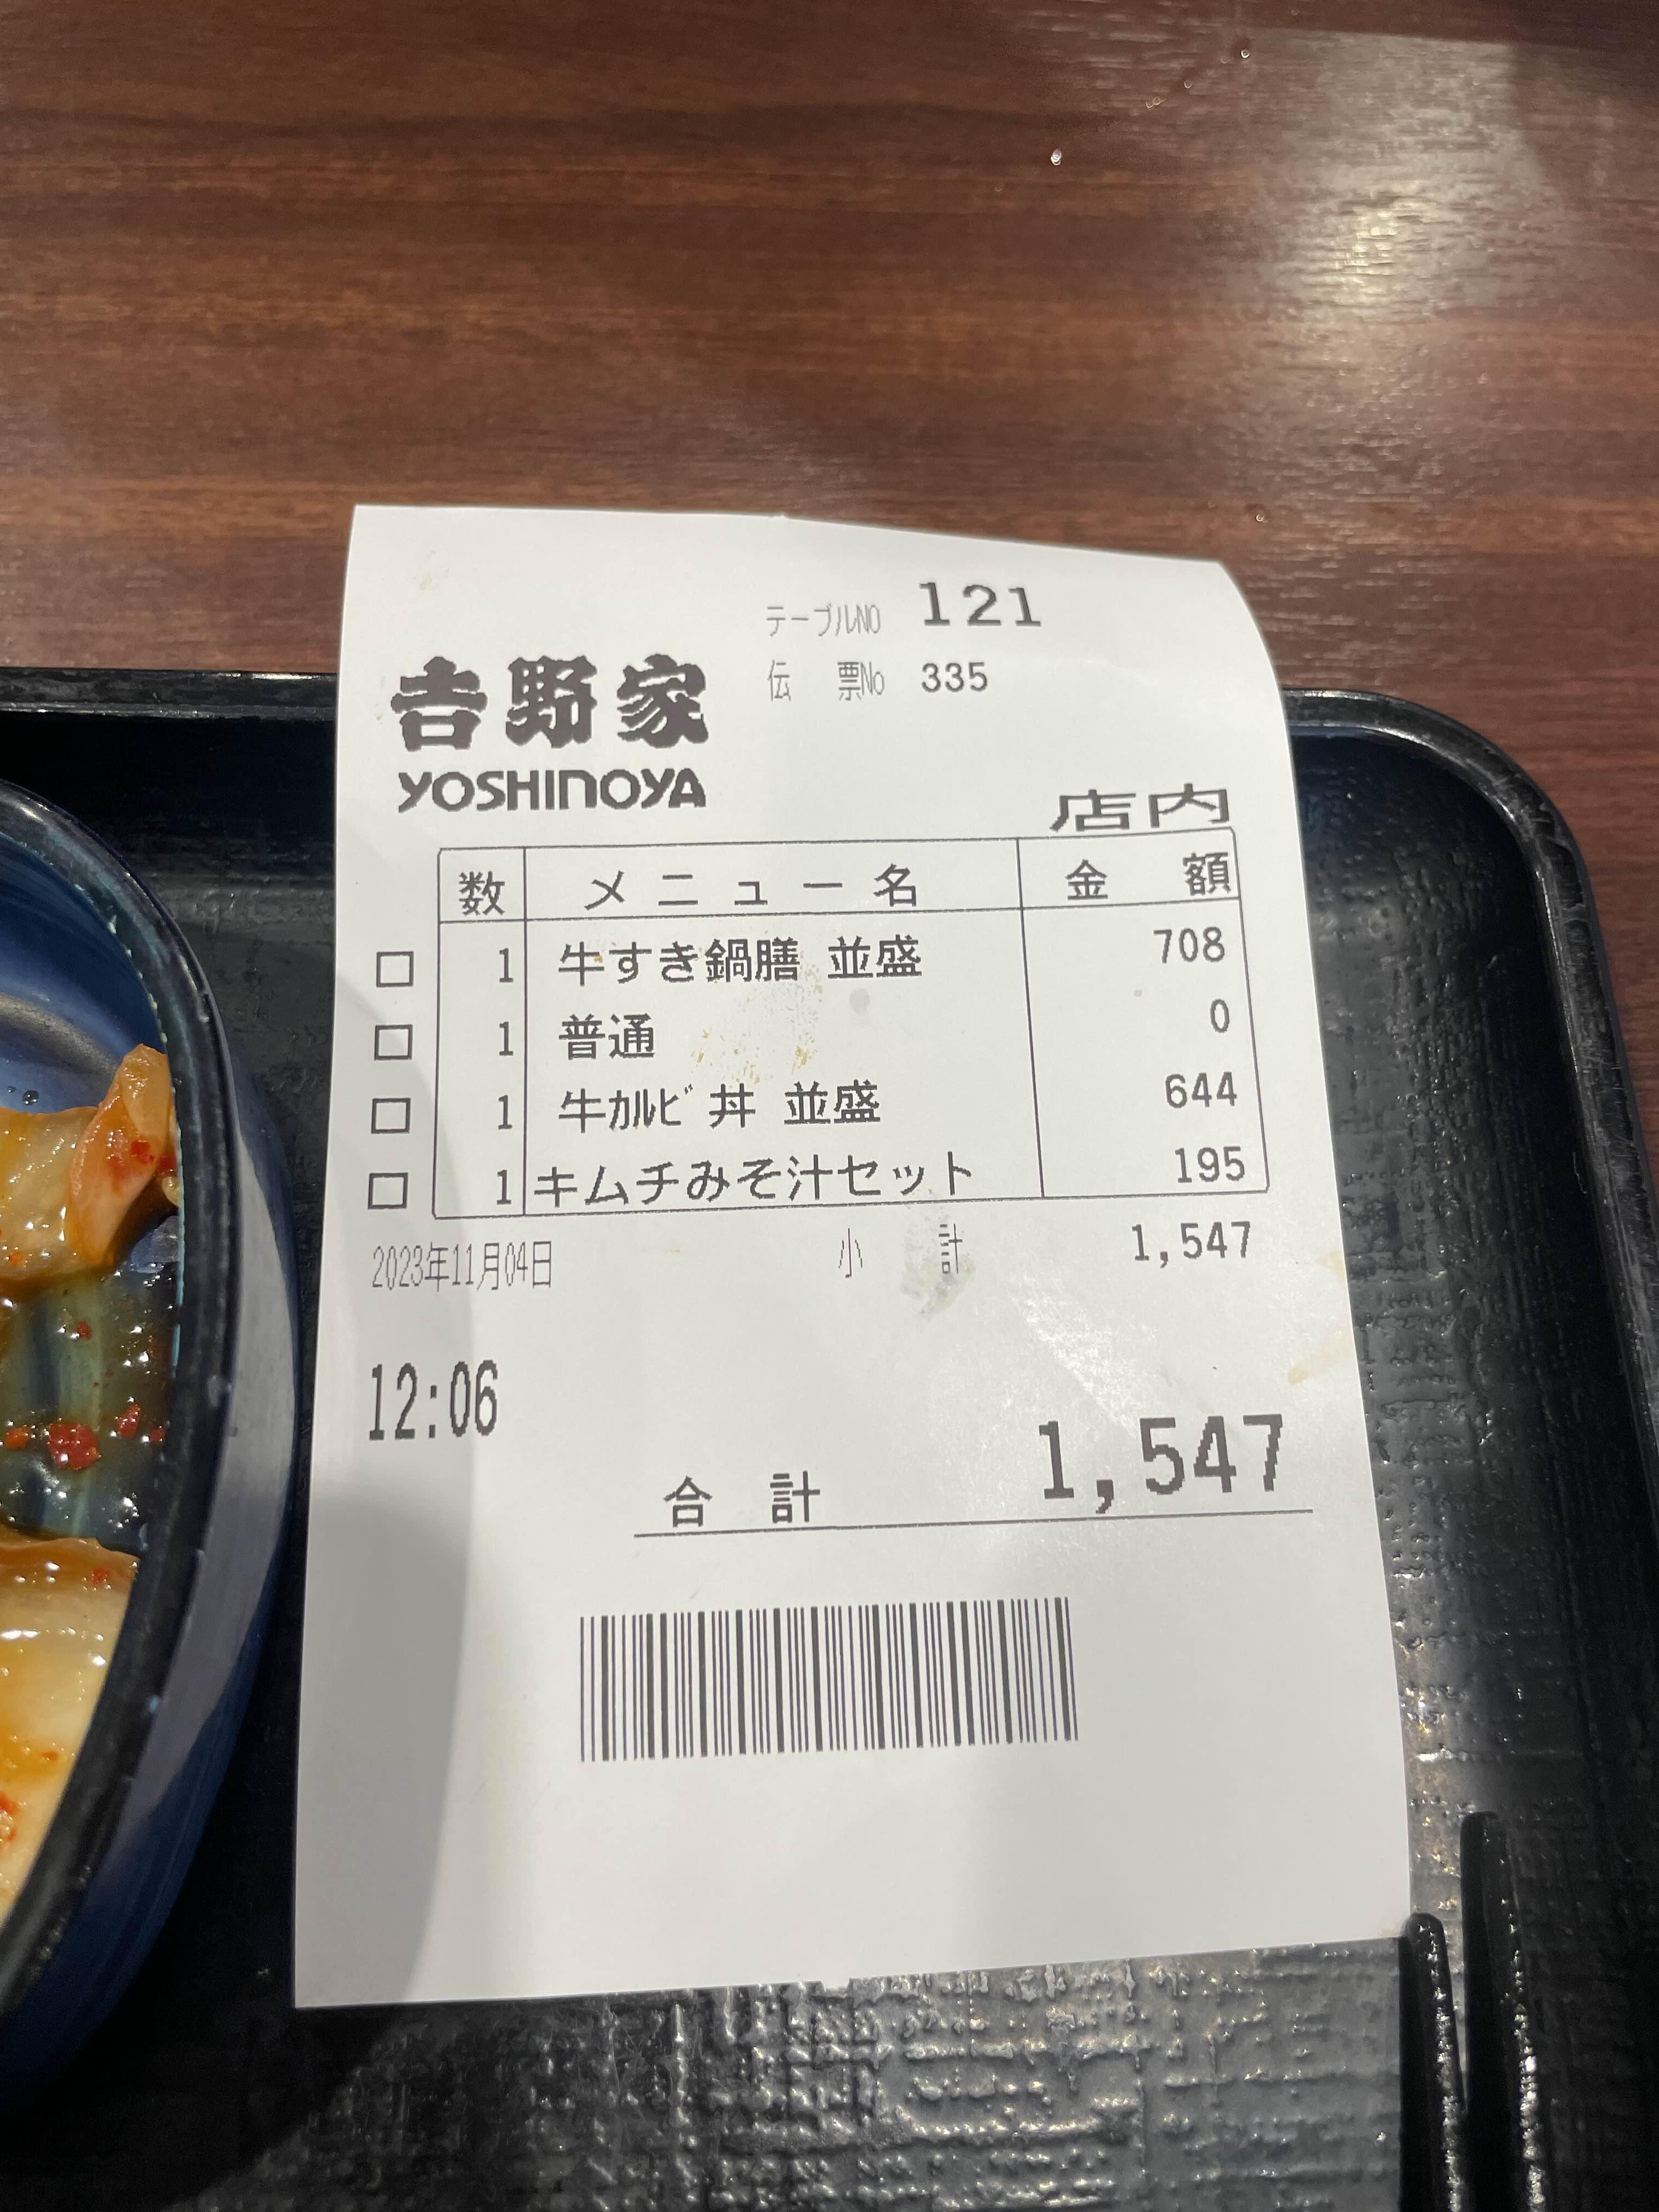 テーブルNO 121
伝 票No 335
吉野家
YOSHINOYA
店内
数 メニュー名 金 額
□ 1 牛すき鍋膳 並盛 708
□ 1 普通 0
□ 1 牛ｶﾙﾋﾞ丼 並盛 644
□ 1 キムチみそ汁セット 195
2023年11月04日 小 計 1,547
12:06
合 計 1,547